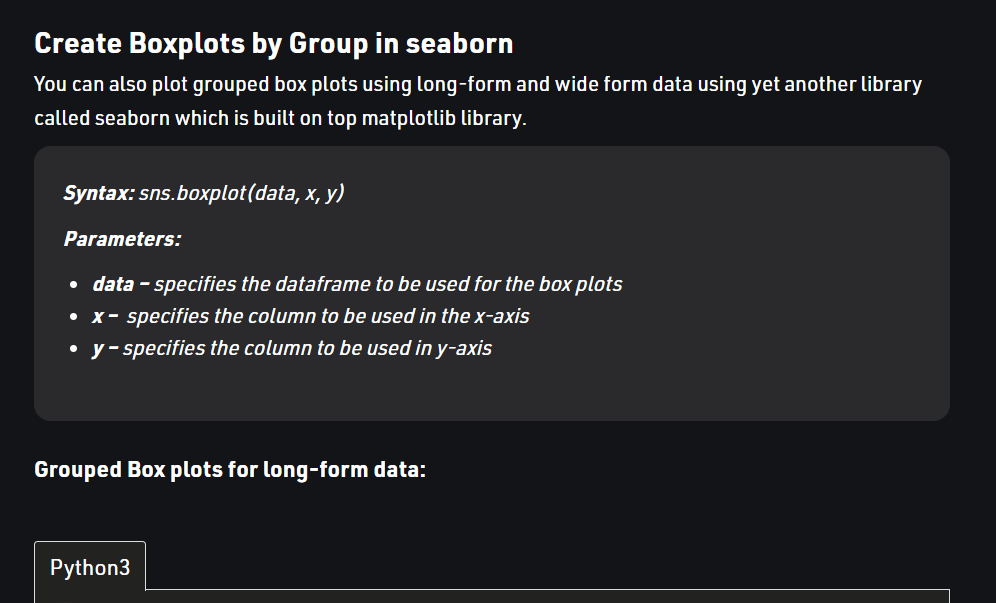 Create Boxplots by Group in seaborn
You can also plot grouped box plots using long-form and wide form data using yet another library
called seaborn which is built on top matplotlib library.
Syntax: sns.boxplot(data, x, y)
Parameters:
• data – specifies the dataframe to be used for the box plots
• x – specifies the column to be used in the x-axis
• y – specifies the column to be used in y-axis
Grouped Box plots for long-form data:
Python3